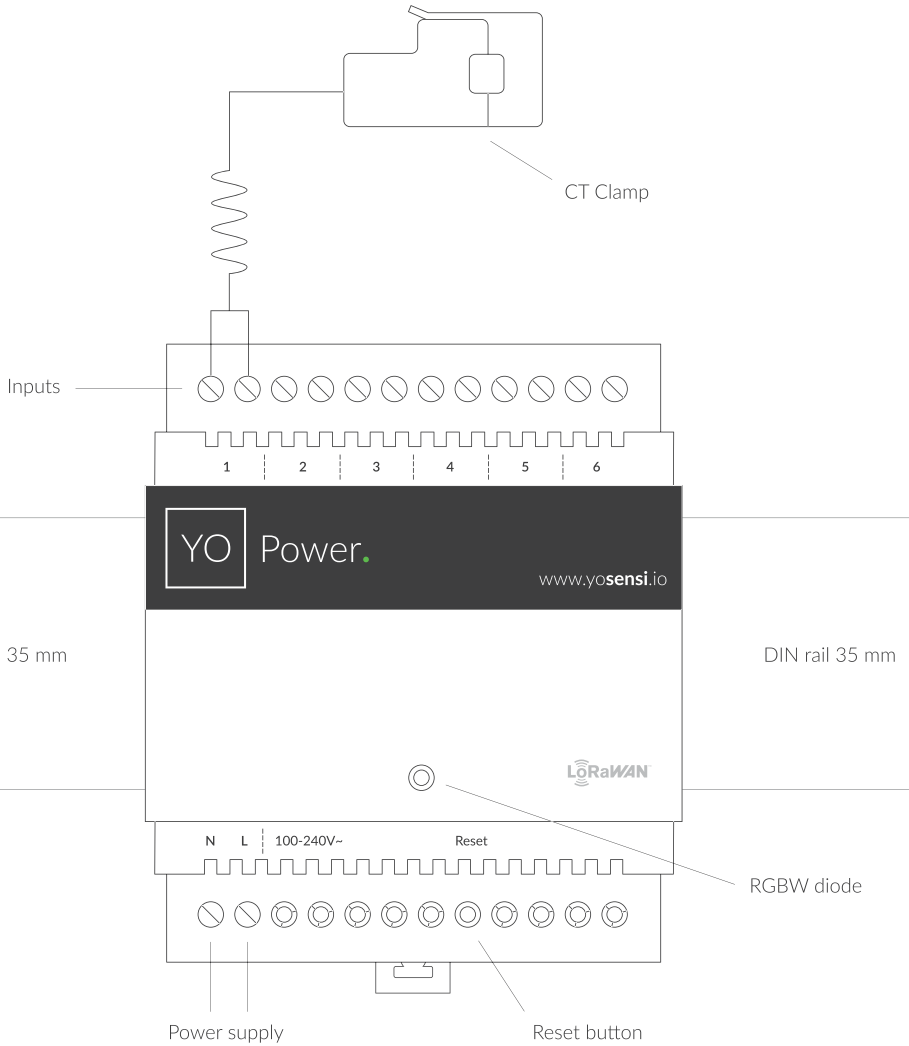 CT Clamp
Inputs
1 2 3 4 5 6
YO Power.
www.yosensi.io
35 mm
DIN rail 35 mm
LoRaWAN
N L 100-240V~ Reset
RGBW diode
Power supply
Reset button